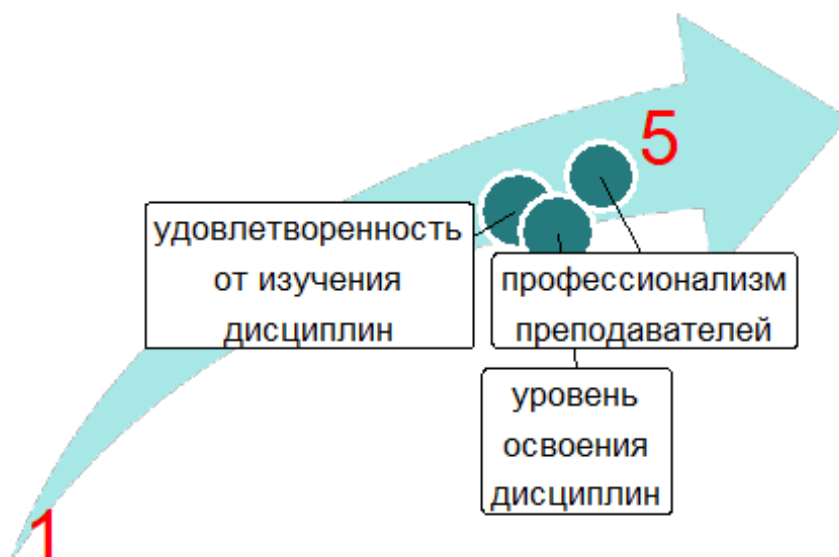 5
удовлетворенность
от изучения
дисциплин
профессионализм
преподавателей
уровень
освоения
дисциплин
1